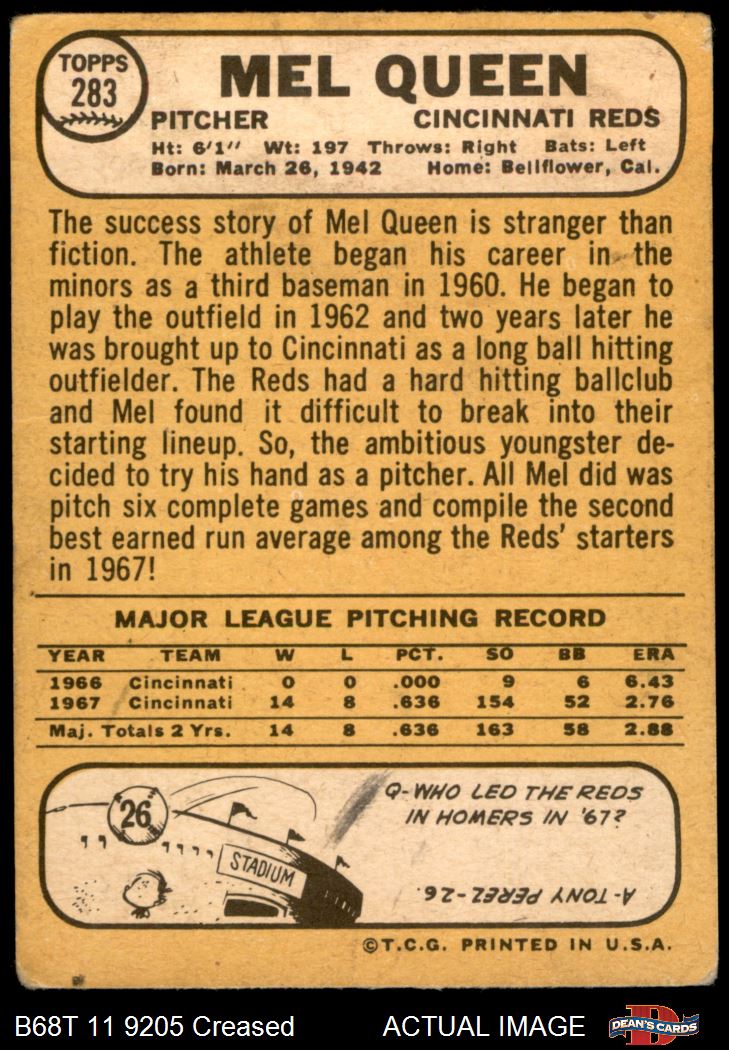 TOPPS
283
MEL QUEEN
PITCHER CINCINNATI REDS
Ht: 6'1" Wt: 197 Throws: Right Bats: Left
Born: March 26, 1942 Home: Bellflower, Cal.
The success story of Mel Queen is stranger than
fiction. The athlete began his career in the
minors as a third baseman in 1960. He began to
play the outfield in 1962 and two years later he
was brought up to Cincinnati as a long ball hitting
outfielder. The Reds had a hard hitting ballclub
and Mel found it difficult to break into their
starting lineup. So, the ambitious youngster de-
cided to try his hand as a pitcher. All Mel did was
pitch six complete games and compile the second
best earned run average among the Reds' starters
in 1967!
MAJOR LEAGUE PITCHING RECORD
YEAR TEAM W L PCT. SO BB ERA
1966 Cincinnati 0 0 .000 9 6 6.43
1967 Cincinnati 14 8 .636 154 52 2.76
Maj. Totals 2 Yrs. 14 8 .636 163 58 2.88
26
STADIUM
Q-WHO LED THE REDS
IN HOMERS IN '67?
A-TONY PEREZ-26.
©T.C.G. PRINTED IN U.S.A.
B68T 11 9205 Creased ACTUAL IMAGE
DEAN'S CARDS